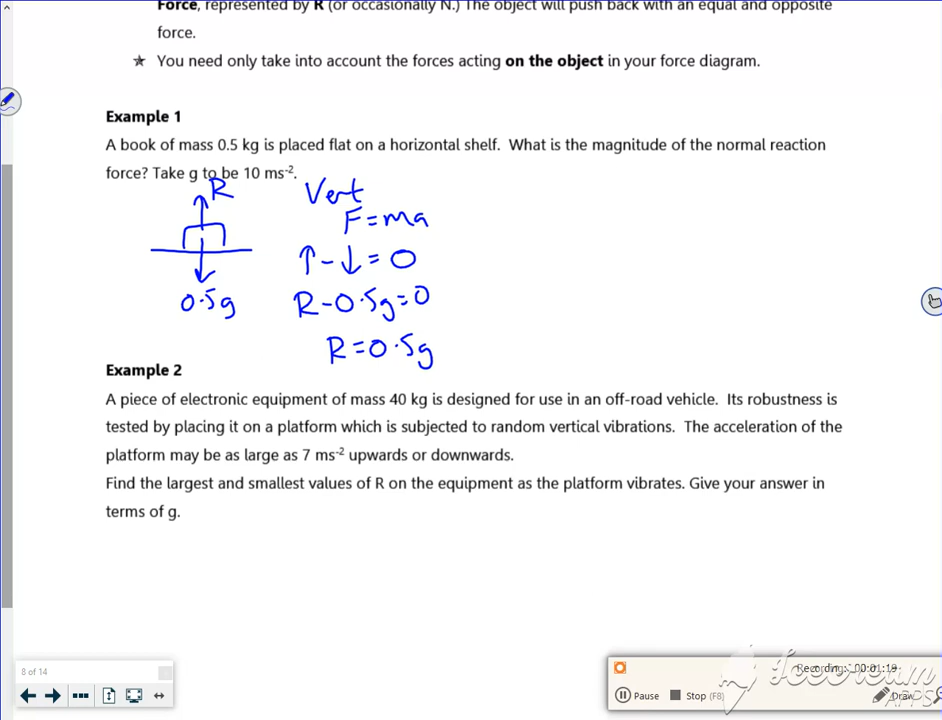 Force, represented by R (or occasionally N.) The object will push back with an equal and opposite
force.
★ You need only take into account the forces acting on the object in your force diagram.
Example 1
A book of mass 0.5 kg is placed flat on a horizontal shelf. What is the magnitude of the normal reaction
force? Take g to be 10 ms⁻².
R
Vert
F=ma
↑-↓=0
0.5g
R-0.5g=0
R=0.5g
Example 2
A piece of electronic equipment of mass 40 kg is designed for use in an off-road vehicle. Its robustness is
tested by placing it on a platform which is subjected to random vertical vibrations. The acceleration of the
platform may be as large as 7 ms⁻² upwards or downwards.
Find the largest and smallest values of R on the equipment as the platform vibrates. Give your answer in
terms of g.
8 of 14
Recording: 00:01:19
Pause Stop (F8) Draw
Icecream
APPS